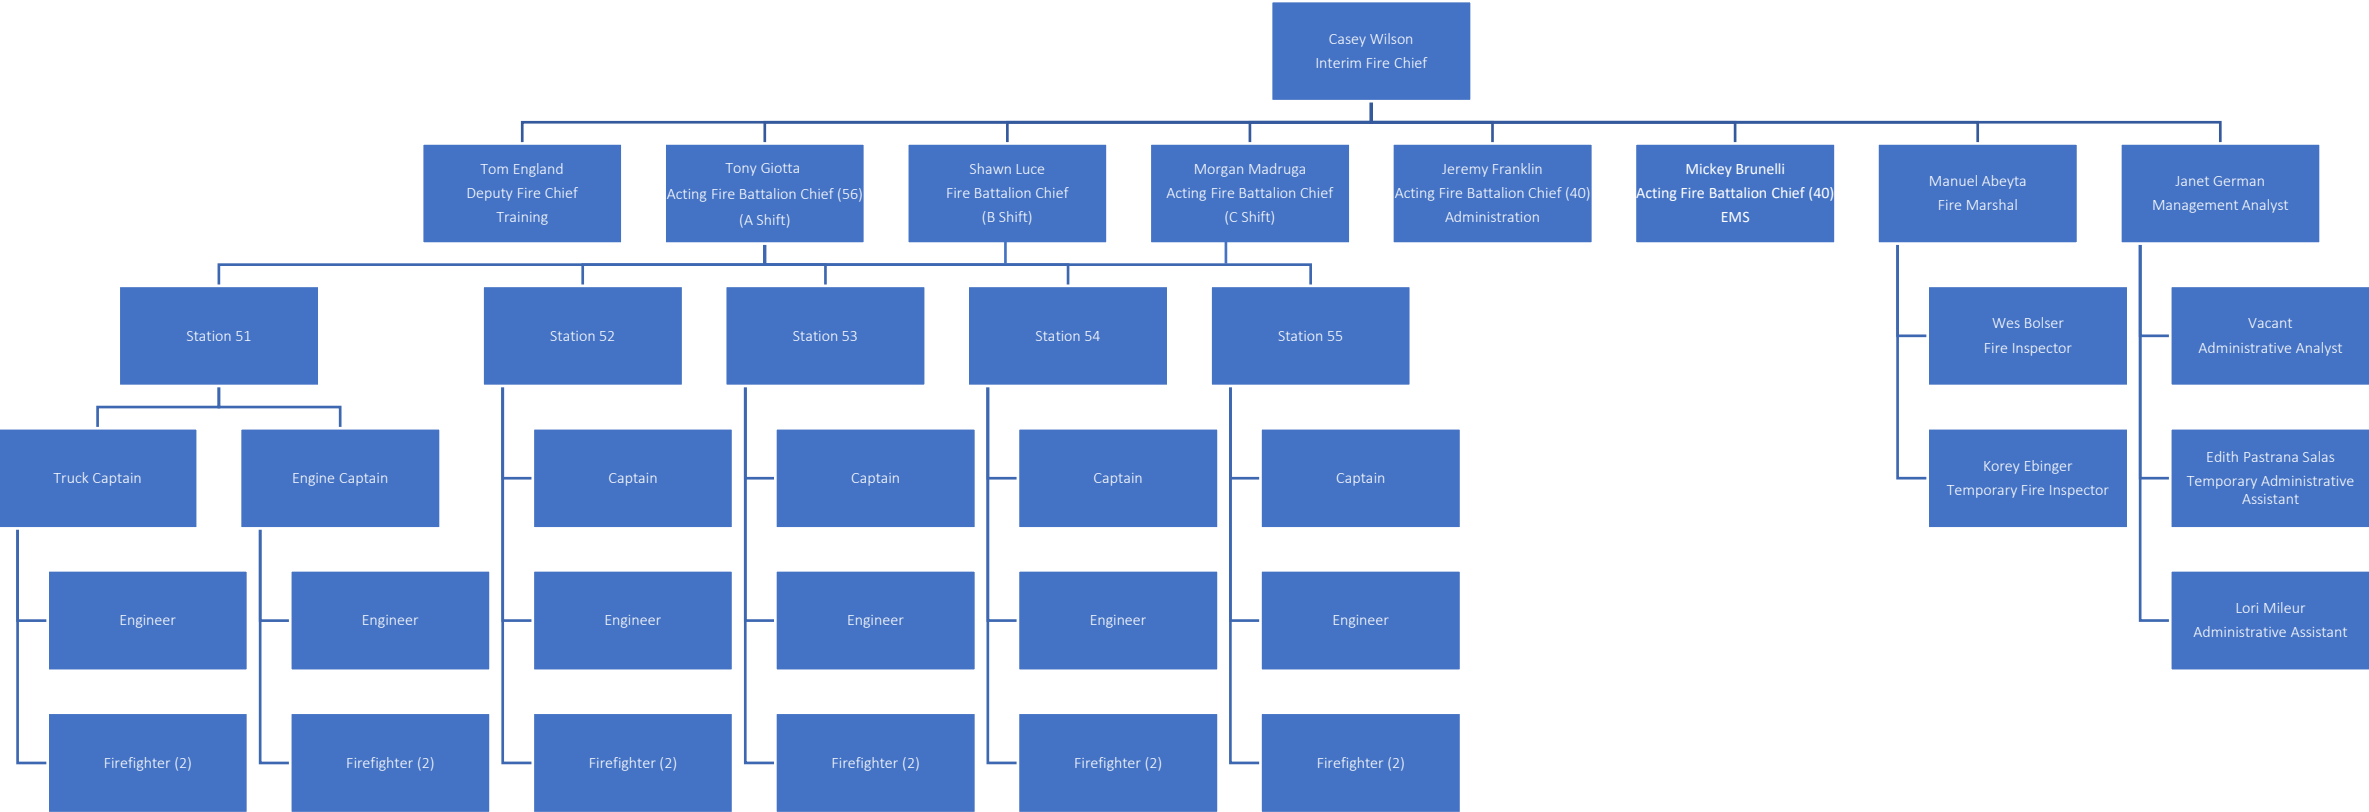 Casey Wilson
Interim Fire Chief
Tom England
Deputy Fire Chief
Training
Tony Giotta
Acting Fire Battalion Chief (56)
(A Shift)
Shawn Luce
Fire Battalion Chief
(B Shift)
Morgan Madruga
Acting Fire Battalion Chief
(C Shift)
Jeremy Franklin
Acting Fire Battalion Chief (40)
Administration
Mickey Brunelli
Acting Fire Battalion Chief (40)
EMS
Manuel Abeyta
Fire Marshal
Janet German
Management Analyst
Station 51
Station 52
Station 53
Station 54
Station 55
Wes Bolser
Fire Inspector
Vacant
Administrative Analyst
Truck Captain
Engine Captain
Captain
Captain
Captain
Captain
Korey Ebinger
Temporary Fire Inspector
Edith Pastrana Salas
Temporary Administrative
Assistant
Engineer
Engineer
Engineer
Engineer
Engineer
Engineer
Lori Mileur
Administrative Assistant
Firefighter (2)
Firefighter (2)
Firefighter (2)
Firefighter (2)
Firefighter (2)
Firefighter (2)